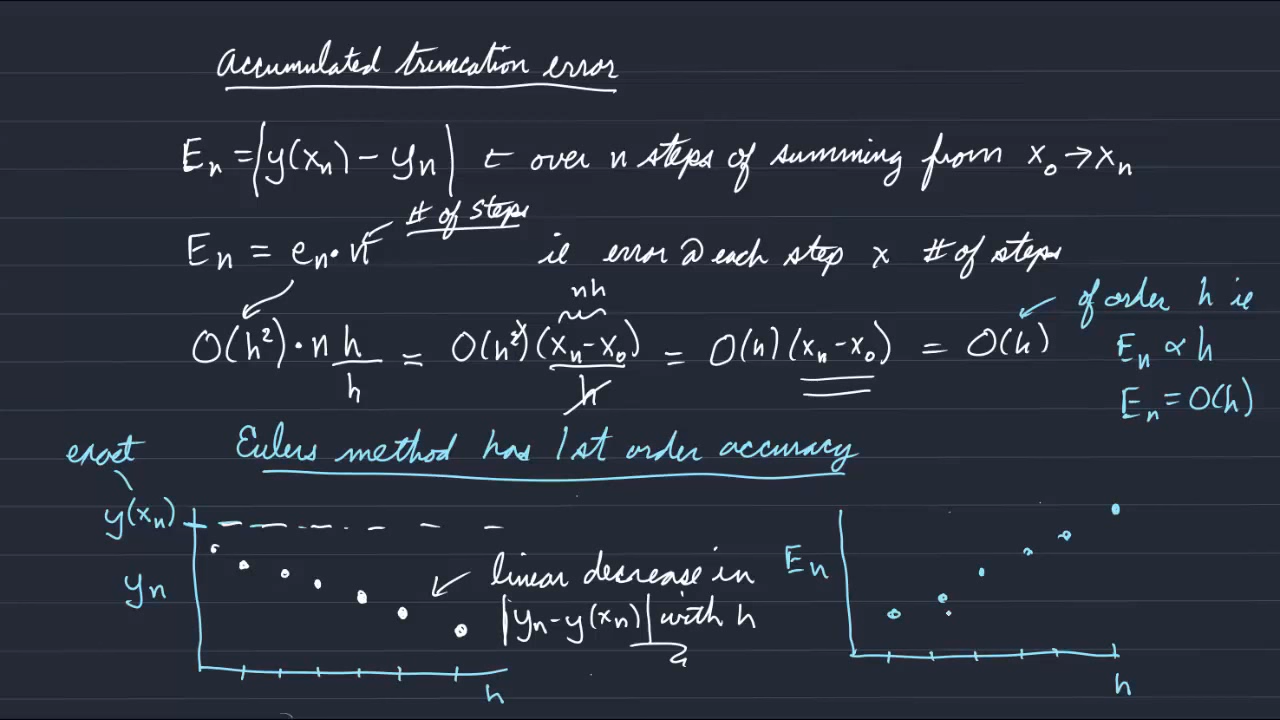 Accumulated truncation error
En = |y(xn) - yn| ← over n steps of summing from x0 → xn
# of steps
En = en · n ie error @ each step x # of steps
nh
of order h ie
O(h²) · n h/h = O(h²) (xn - x0)/h = O(h) (xn - x0) = O(h)
En ∝ h
En = O(h)
exact
Eulers method has 1st order accuracy
y(xn)
yn
linear decrease in
|yn - y(xn)| with h
h
En
h